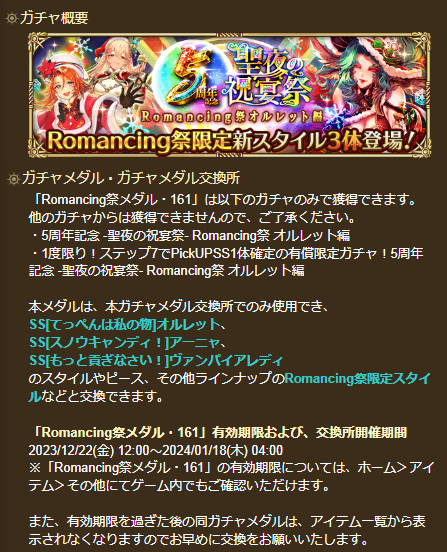 ガチャ概要
5周年記念
聖夜の祝宴祭
Romancing祭オルレット編
Romancing祭限定新スタイル3体登場!
ガチャメダル・ガチャメダル交換所
「Romancing祭メダル・161」は以下のガチャのみで獲得できます。
他のガチャからは獲得できませんので、ご了承ください。
・5周年記念 -聖夜の祝宴祭- Romancing祭 オルレット編
・1度限り!ステップ7でPickUPSS1体確定の有償限定ガチャ!5周年
記念 -聖夜の祝宴祭- Romancing祭 オルレット編
本メダルは、本ガチャメダル交換所でのみ使用でき、
SS[てっぺんは私の物]オルレット、
SS[スノウキャンディ!]アーニャ、
SS[もっと貢ぎなさい!]ヴァンパイアレディ
のスタイルやピース、その他ラインナップのRomancing祭限定スタイ
ルなどと交換できます。
「Romancing祭メダル・161」有効期限および、交換所開催期間
2023/12/22(金) 12:00～2024/01/18(木) 04:00
※「Romancing祭メダル・161」の有効期限については、ホーム＞アイ
テム＞その他にてゲーム内でもご確認いただけます。
また、有効期限を過ぎた後の同ガチャメダルは、アイテム一覧から表
示されなくなりますのでお早めに交換をお願いいたします。